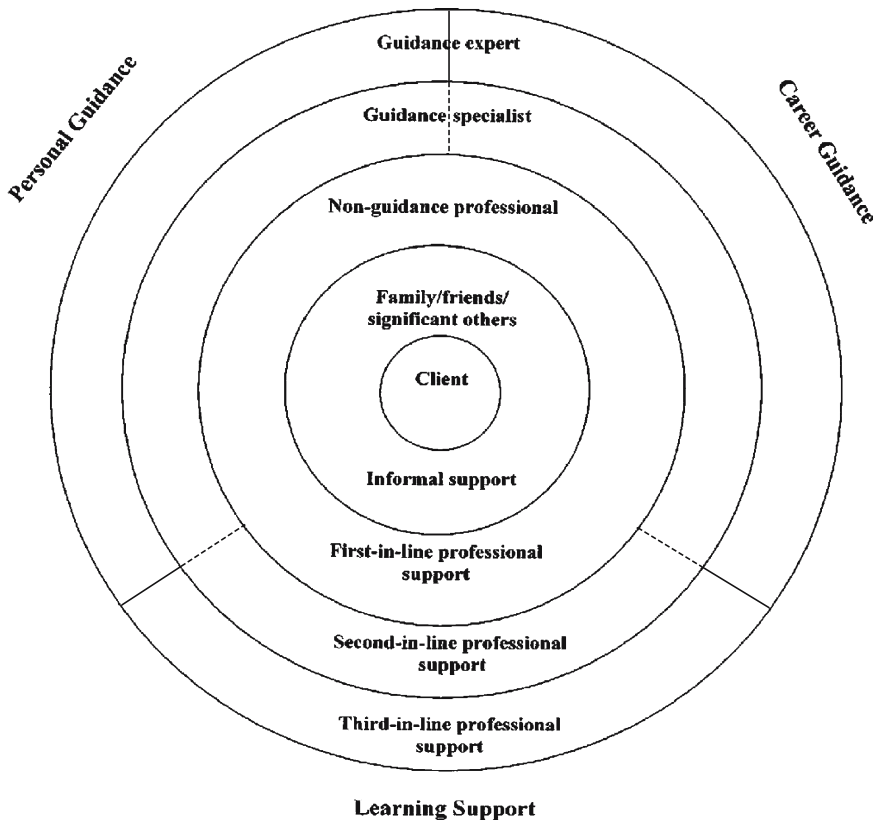 Guidance expert
Personal Guidance
Career Guidance
Guidance specialist
Non-guidance professional
Family/friends/
significant others
Client
Informal support
First-in-line professional
support
Second-in-line professional
support
Third-in-line professional
support
Learning Support